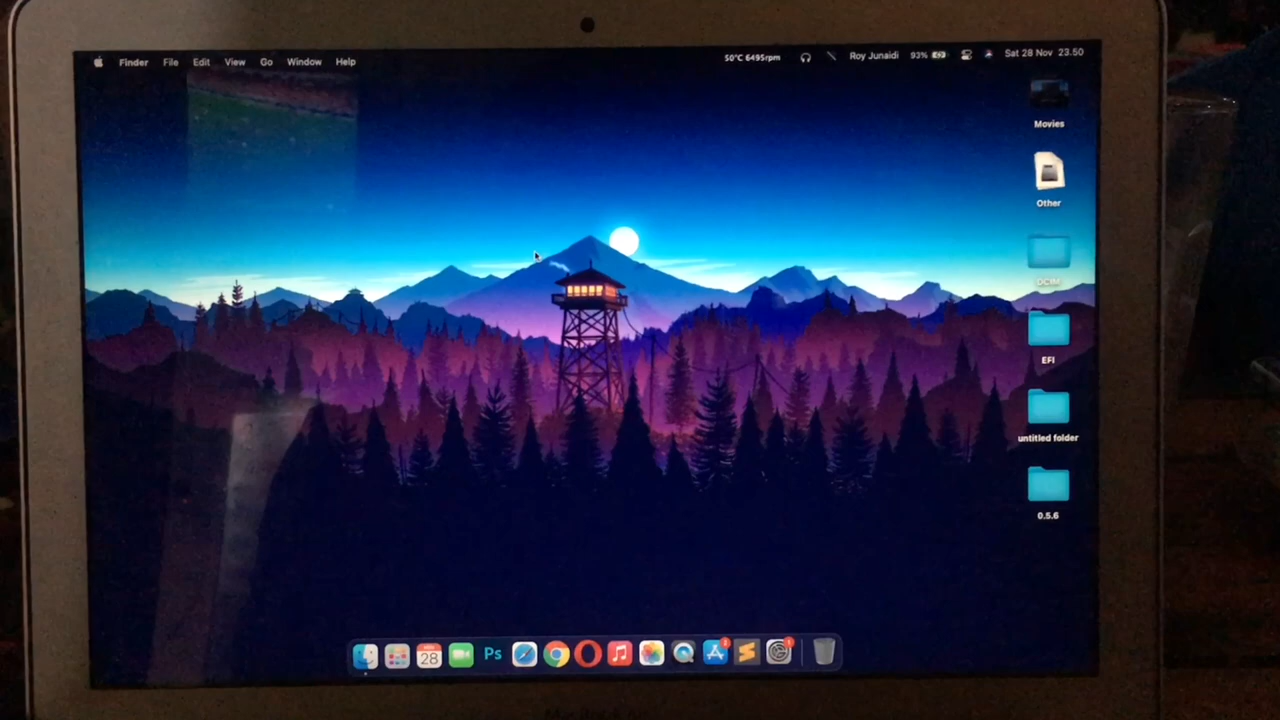 Finder File Edit View Go Window Help 50°C 6495rpm Roy Junaidi 93% Sat 28 Nov 23.50
Movies
Other
DCIM
EFI
untitled folder
0.5.6
28
Ps